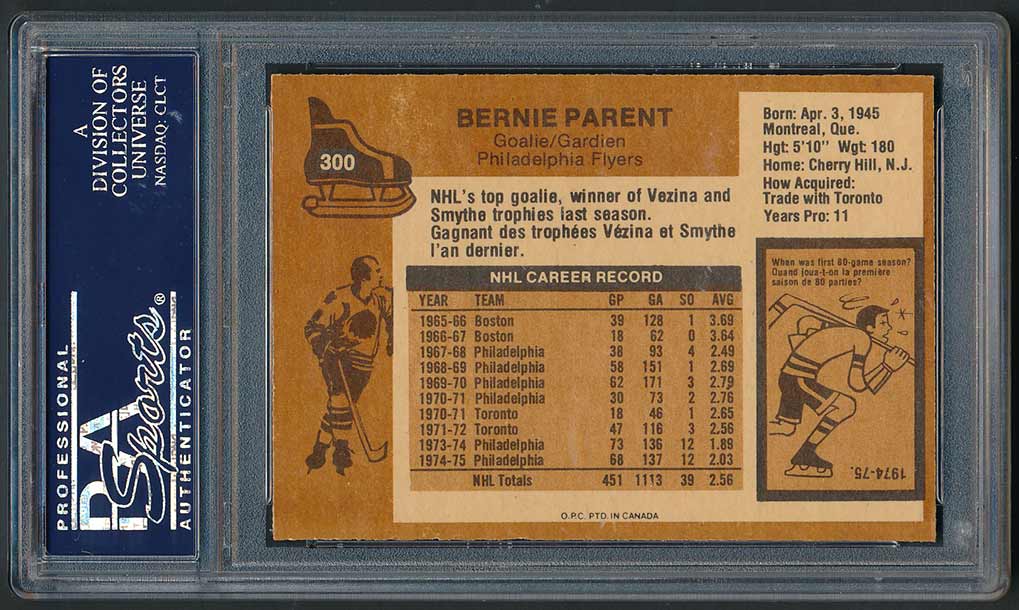 A
DIVISION OF
COLLECTORS
UNIVERSE
NASDAQ: CLCT
PROFESSIONAL
PSA
Sports®
AUTHENTICATOR
300
BERNIE PARENT
Goalie/Gardien
Philadelphia Flyers
Born: Apr. 3, 1945
Montreal, Que.
Hgt: 5'10" Wgt: 180
Home: Cherry Hill, N.J.
How Acquired:
Trade with Toronto
Years Pro: 11
NHL's top goalie, winner of Vezina and
Smythe trophies last season.
Gagnant des trophées Vézina et Smythe
l'an dernier.
NHL CAREER RECORD
YEAR TEAM GP GA SO AVG
1965-66 Boston 39 128 1 3.69
1966-67 Boston 18 62 0 3.64
1967-68 Philadelphia 38 93 4 2.49
1968-69 Philadelphia 58 151 1 2.69
1969-70 Philadelphia 62 171 3 2.79
1970-71 Philadelphia 30 73 2 2.76
1970-71 Toronto 18 46 1 2.65
1971-72 Toronto 47 116 3 2.56
1973-74 Philadelphia 73 136 12 1.89
1974-75 Philadelphia 68 137 12 2.03
NHL Totals 451 1113 39 2.56
When was first 80-game season?
Quand joua-t-on la première
saison de 80 parties?
1974-75.
O.P.C. PTD. IN CANADA